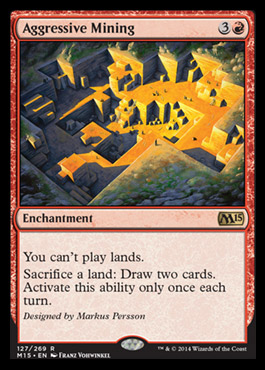 Aggressive Mining 3
Enchantment M15
You can't play lands.
Sacrifice a land: Draw two cards.
Activate this ability only once each
turn.
Designed by Markus Persson
127/269 R
M15 • EN Franz Vohwinkel
™ & © 2014 Wizards of the Coast